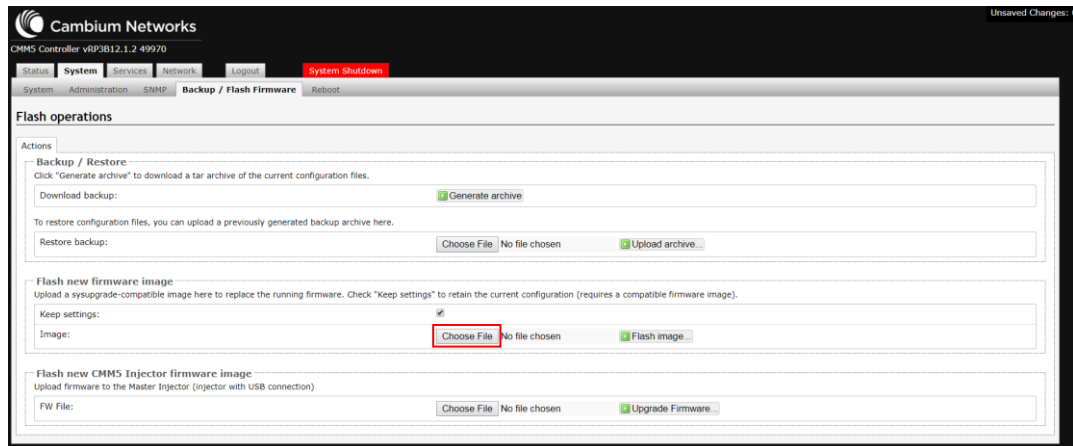 Unsaved Changes:
Cambium Networks
CMM5 Controller vRP3B12.1.2 49970
Status System Services Network Logout System Shutdown
System Administration SNMP Backup / Flash Firmware Reboot
Flash operations
Actions
Backup / Restore
Click "Generate archive" to download a tar archive of the current configuration files.
Download backup: Generate archive
To restore configuration files, you can upload a previously generated backup archive here.
Restore backup: Choose File No file chosen Upload archive...
Flash new firmware image
Upload a sysupgrade-compatible image here to replace the running firmware. Check "Keep settings" to retain the current configuration (requires a compatible firmware image).
Keep settings:
Image: Choose File No file chosen Flash image...
Flash new CMM5 Injector firmware image
Upload firmware to the Master Injector (injector with USB connection)
FW File: Choose File No file chosen Upgrade Firmware...